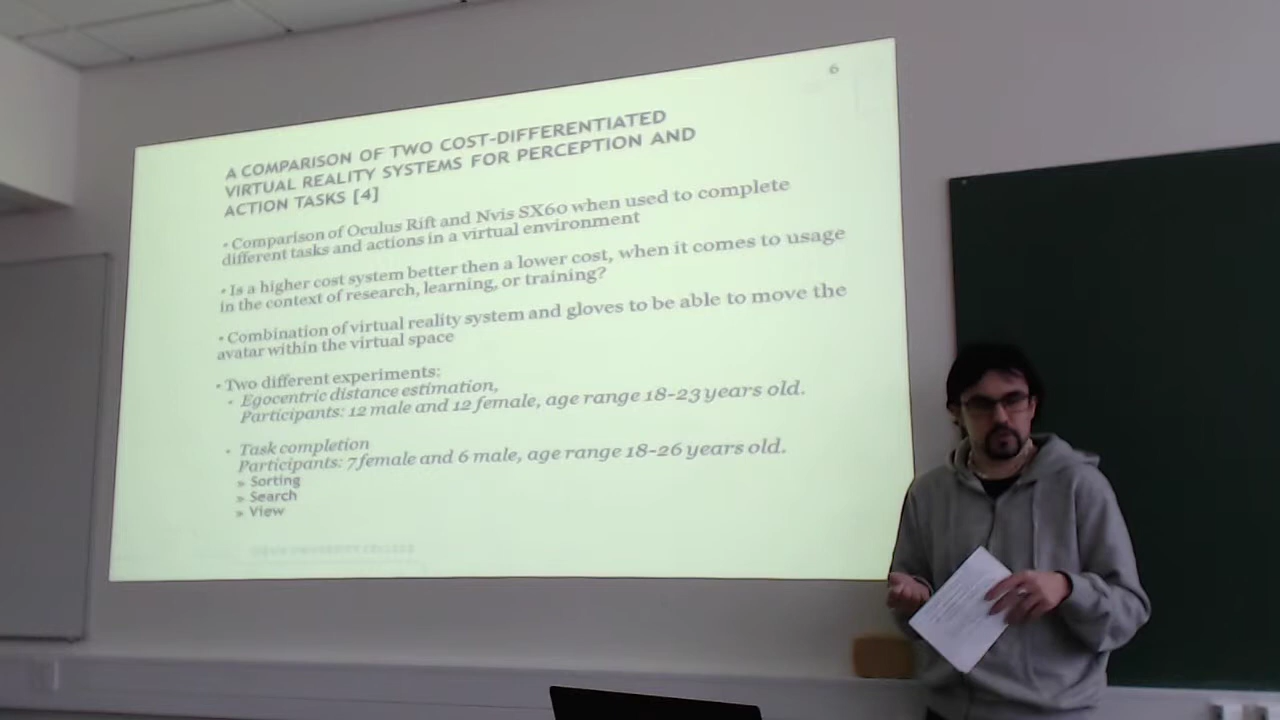 6
A COMPARISON OF TWO COST-DIFFERENTIATED
VIRTUAL REALITY SYSTEMS FOR PERCEPTION AND
ACTION TASKS [4]
• Comparison of Oculus Rift and Nvis SX60 when used to complete
different tasks and actions in a virtual environment
• Is a higher cost system better then a lower cost, when it comes to usage
in the context of research, learning, or training?
• Combination of virtual reality system and gloves to be able to move the
avatar within the virtual space
• Two different experiments:
• Egocentric distance estimation,
Participants: 12 male and 12 female, age range 18-23 years old.
• Task completion
Participants: 7 female and 6 male, age range 18-26 years old.
» Sorting
» Search
» View